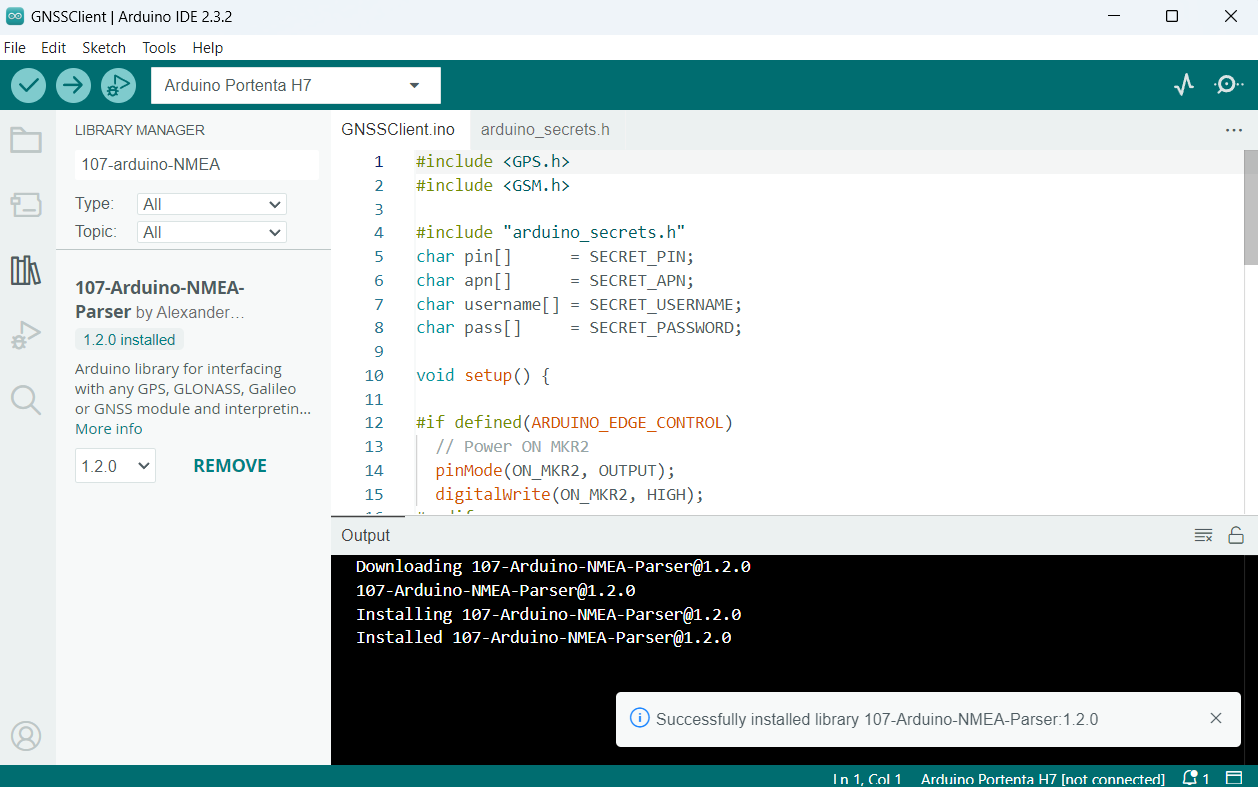 GNSSClient | Arduino IDE 2.3.2
File Edit Sketch Tools Help
Arduino Portenta H7
LIBRARY MANAGER
107-arduino-NMEA
Type: All
Topic: All
107-Arduino-NMEA-
Parser by Alexander...
1.2.0 installed
Arduino library for interfacing
with any GPS, GLONASS, Galileo
or GNSS module and interpretin...
More info
1.2.0 REMOVE
GNSSClient.ino arduino_secrets.h
1 #include <GPS.h>
2 #include <GSM.h>
3
4 #include "arduino_secrets.h"
5 char pin[]      = SECRET_PIN;
6 char apn[]      = SECRET_APN;
7 char username[] = SECRET_USERNAME;
8 char pass[]     = SECRET_PASSWORD;
9
10 void setup() {
11
12 #if defined(ARDUINO_EDGE_CONTROL)
13   // Power ON MKR2
14   pinMode(ON_MKR2, OUTPUT);
15   digitalWrite(ON_MKR2, HIGH);
Output
Downloading 107-Arduino-NMEA-Parser@1.2.0
107-Arduino-NMEA-Parser@1.2.0
Installing 107-Arduino-NMEA-Parser@1.2.0
Installed 107-Arduino-NMEA-Parser@1.2.0
Successfully installed library 107-Arduino-NMEA-Parser:1.2.0
Ln 1, Col 1 Arduino Portenta H7 [not connected] 1